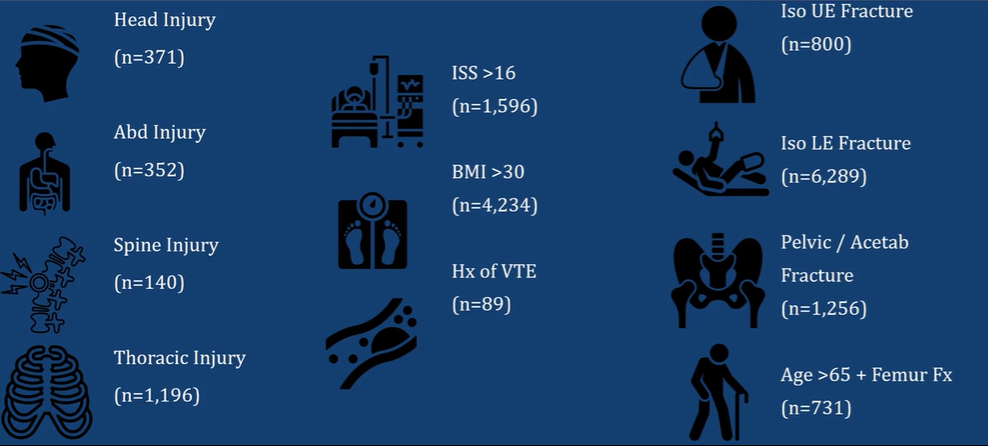 Head Injury
(n=371)
Abd Injury
(n=352)
Spine Injury
(n=140)
Thoracic Injury
(n=1,196)
ISS >16
(n=1,596)
BMI >30
(n=4,234)
Hx of VTE
(n=89)
Iso UE Fracture
(n=800)
Iso LE Fracture
(n=6,289)
Pelvic / Acetab
Fracture
(n=1,256)
Age >65 + Femur Fx
(n=731)